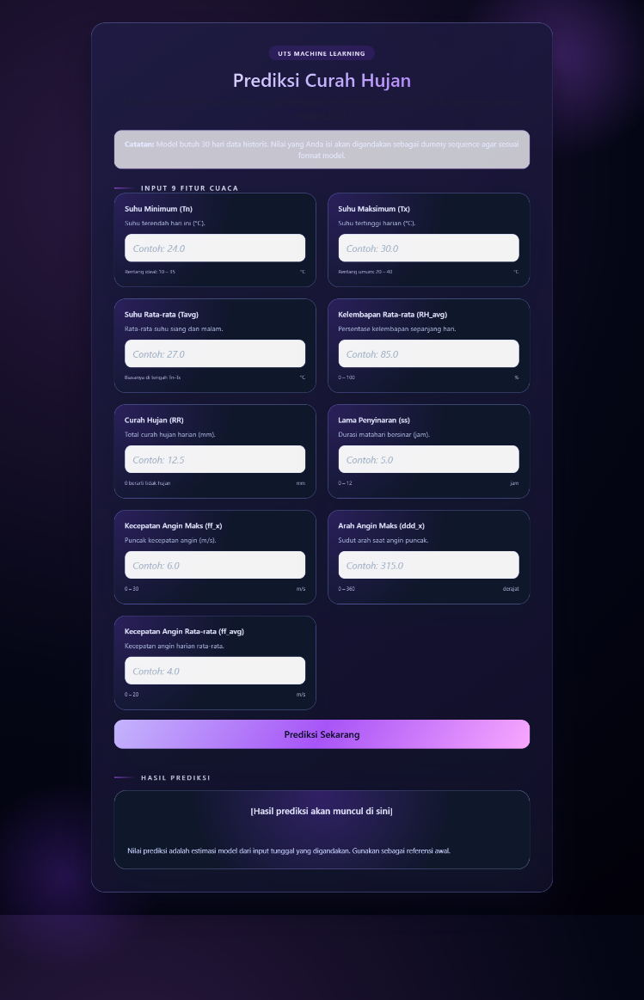 UTS MACHINE LEARNING
Prediksi Curah Hujan
Catatan: Model butuh 30 hari data historis. Nilai yang Anda isi akan digandakan sebagai dummy sequence agar sesuai
format model.
INPUT 9 FITUR CUACA
Suhu Minimum (Tn)
Suhu terendah hari ini (°C).
Contoh: 24.0
Rentang ideal: 10 – 35 °C
Suhu Maksimum (Tx)
Suhu tertinggi harian (°C).
Contoh: 30.0
Rentang umum: 20 – 40 °C
Suhu Rata-rata (Tavg)
Rata-rata suhu siang dan malam.
Contoh: 27.0
Biasanya di tengah Tn–Tx °C
Kelembapan Rata-rata (RH_avg)
Persentase kelembapan sepanjang hari.
Contoh: 85.0
0 – 100 %
Curah Hujan (RR)
Total curah hujan harian (mm).
Contoh: 12.5
0 berarti tidak hujan mm
Lama Penyinaran (ss)
Durasi matahari bersinar (jam).
Contoh: 5.0
0 – 12 jam
Kecepatan Angin Maks (ff_x)
Puncak kecepatan angin (m/s).
Contoh: 6.0
0 – 30 m/s
Arah Angin Maks (ddd_x)
Sudut arah saat angin puncak.
Contoh: 315.0
0 – 360 derajat
Kecepatan Angin Rata-rata (ff_avg)
Kecepatan angin harian rata-rata.
Contoh: 4.0
0 – 20 m/s
Prediksi Sekarang
HASIL PREDIKSI
[Hasil prediksi akan muncul di sini]
Nilai prediksi adalah estimasi model dari input tunggal yang digandakan. Gunakan sebagai referensi awal.